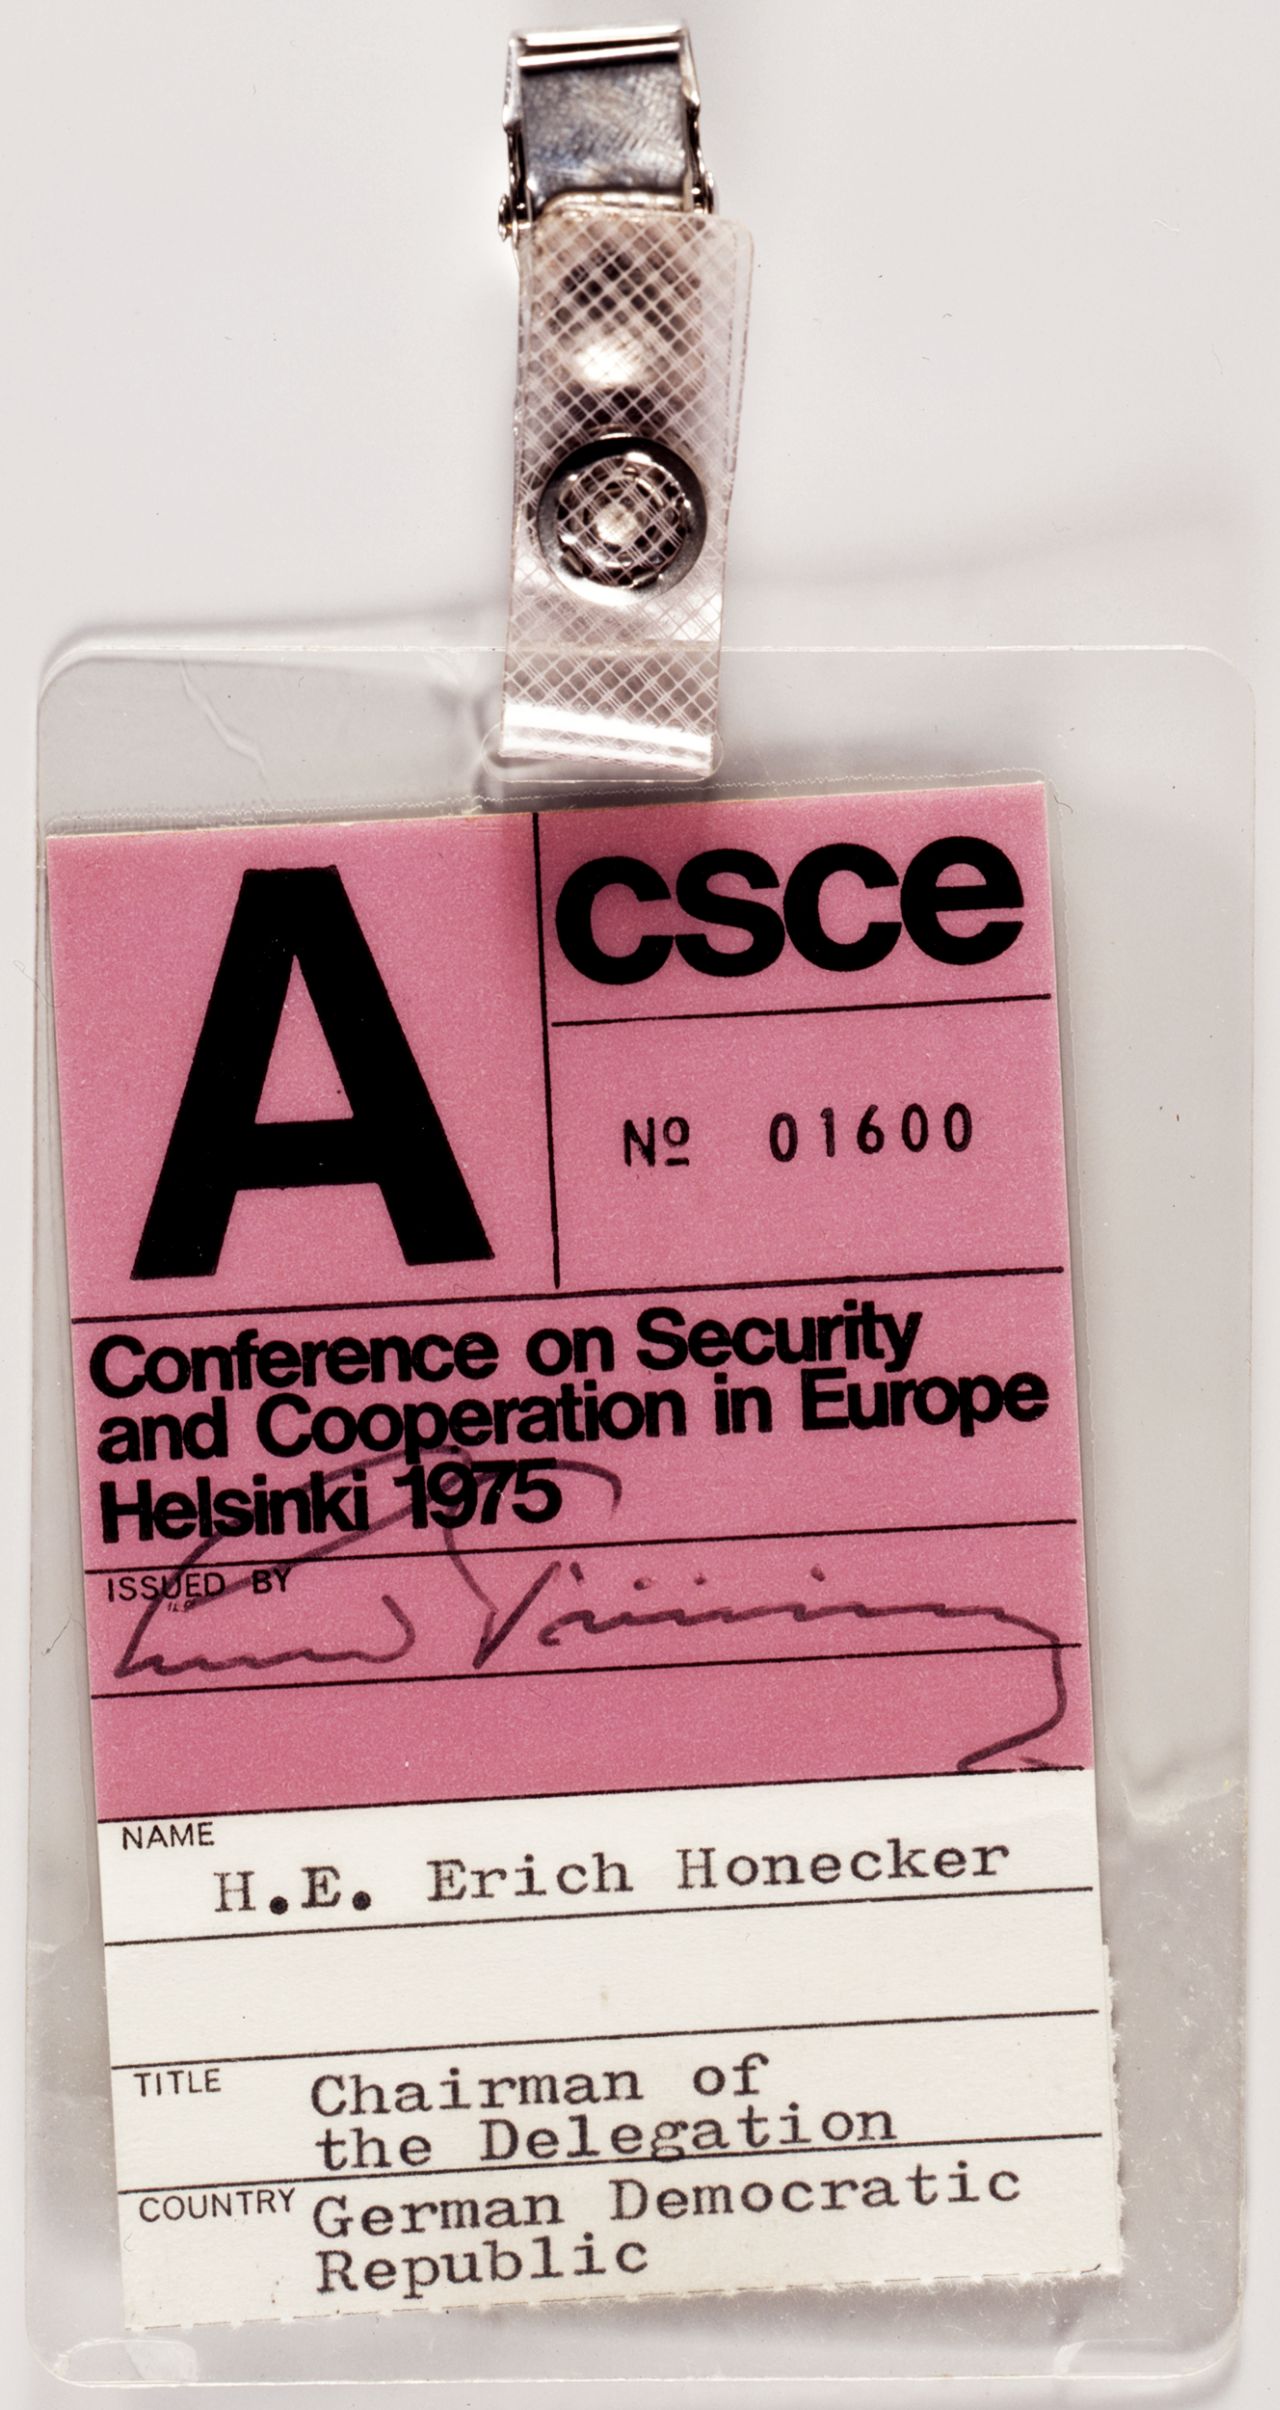 A
csce
Nº 01600
Conference on Security
and Cooperation in Europe
Helsinki 1975
ISSUED BY
NAME
H.E. Erich Honecker
TITLE
Chairman of
the Delegation
COUNTRY
German Democratic
Republic